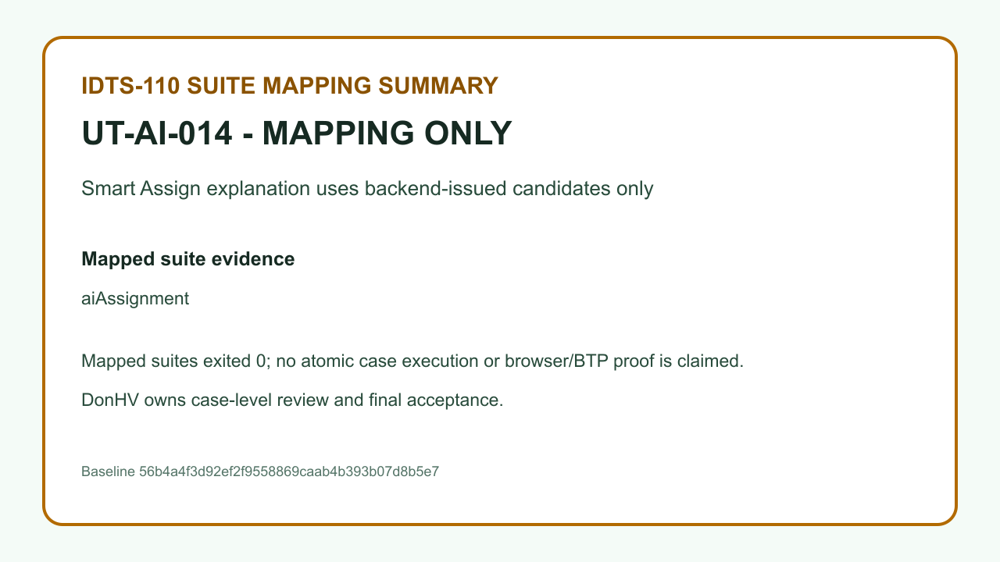 IDTS-110 SUITE MAPPING SUMMARY
UT-AI-014 - MAPPING ONLY
Smart Assign explanation uses backend-issued candidates only
Mapped suite evidence
aiAssignment
Mapped suites exited 0; no atomic case execution or browser/BTP proof is claimed.
DonHV owns case-level review and final acceptance.
Baseline 56b4a4f3d92ef2f9558869caab4b393b07d8b5e7